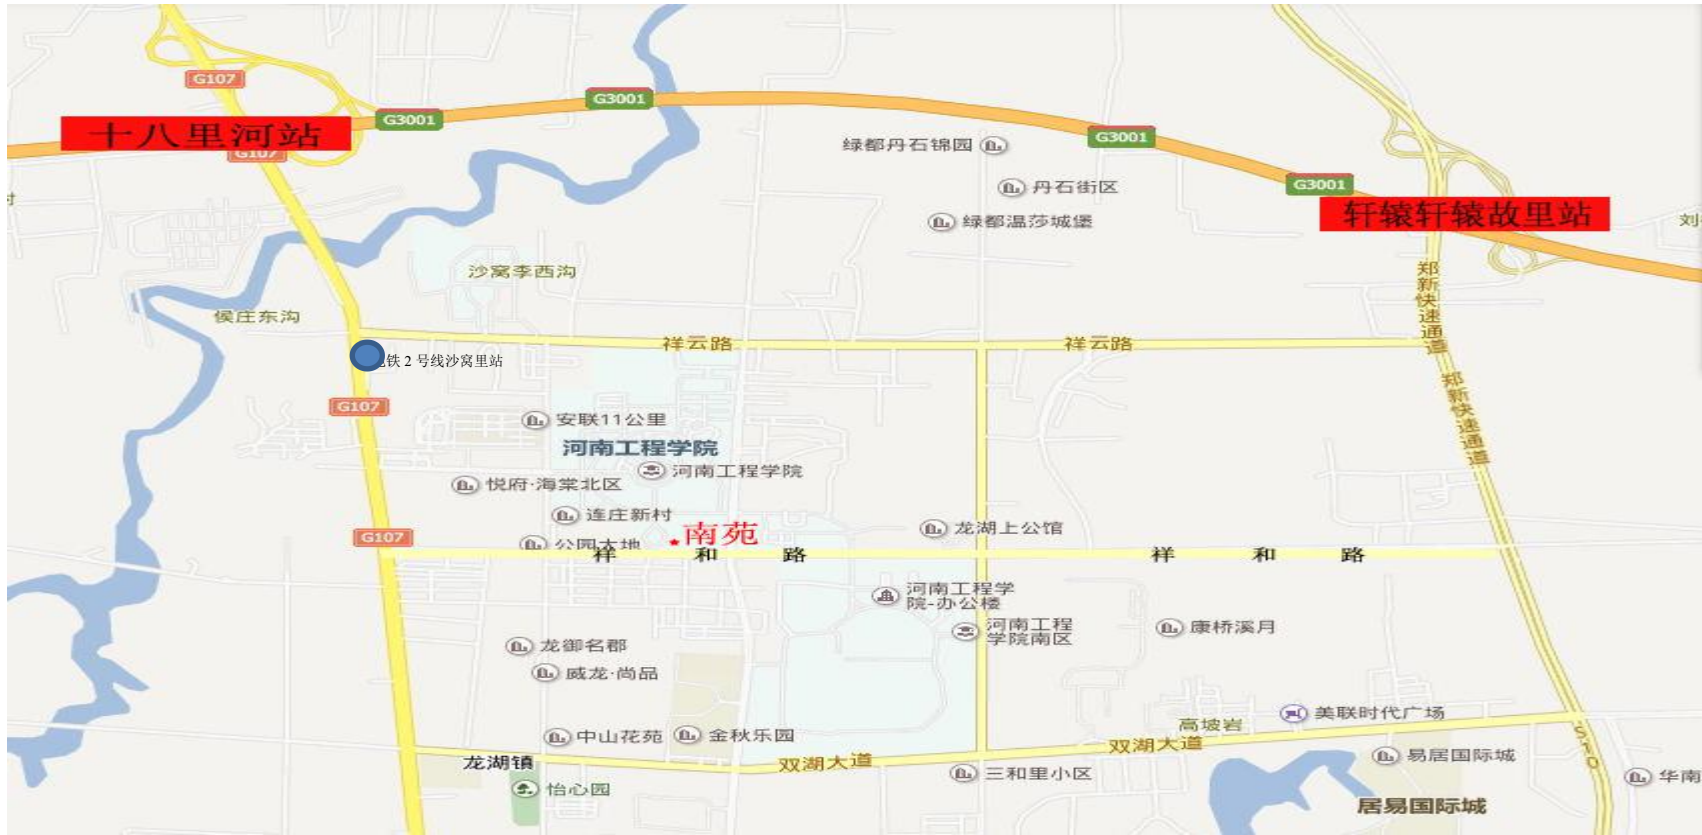 G107
G3001
G3001
十八里河站
G107
G3001
绿都丹石锦园
丹石街区
G3001
绿都温莎城堡
轩辕轩辕故里站
刘
村
沙窝李西沟
郑新快速通道
侯庄东沟
祥云路
祥云路
铁 2 号线沙窝里站
郑新快速通道
G107
安联11公里
河南工程学院
河南工程学院
悦府·海棠北区
连庄新村
南苑
龙湖上公馆
G107
公园大地
祥和路
祥和路
河南工程学
院-办公楼
河南工程
学院南区
康桥溪月
龙御名郡
威龙·尚品
美联时代广场
高坡岩
中山花苑
金秋乐园
双湖大道
S1O
龙湖镇
双湖大道
易居国际城
三和里小区
华南
怡心园
居易国际城